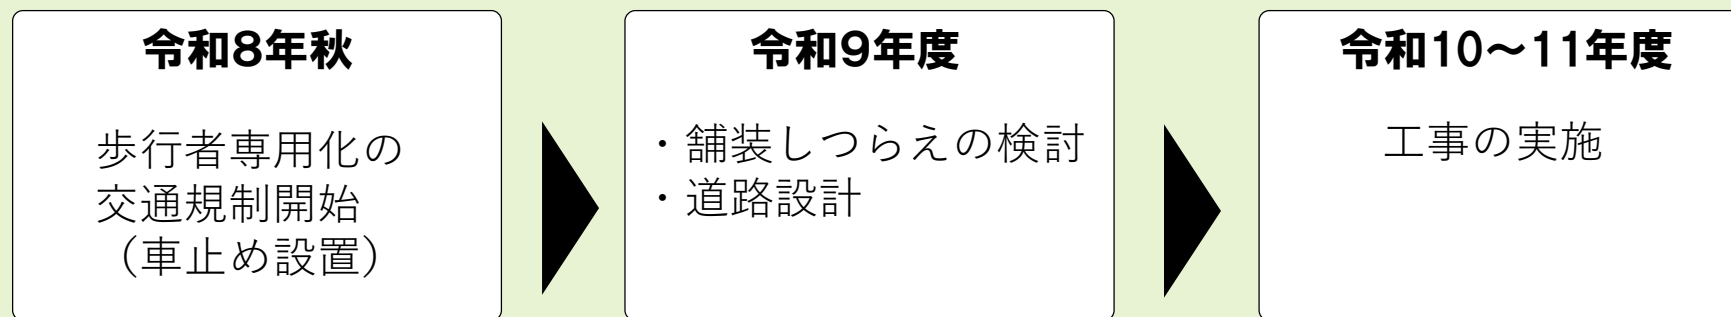 令和8年秋
歩行者専用化の
交通規制開始
（車止め設置）
令和9年度
・舗装しつらえの検討
・道路設計
令和10～11年度
工事の実施